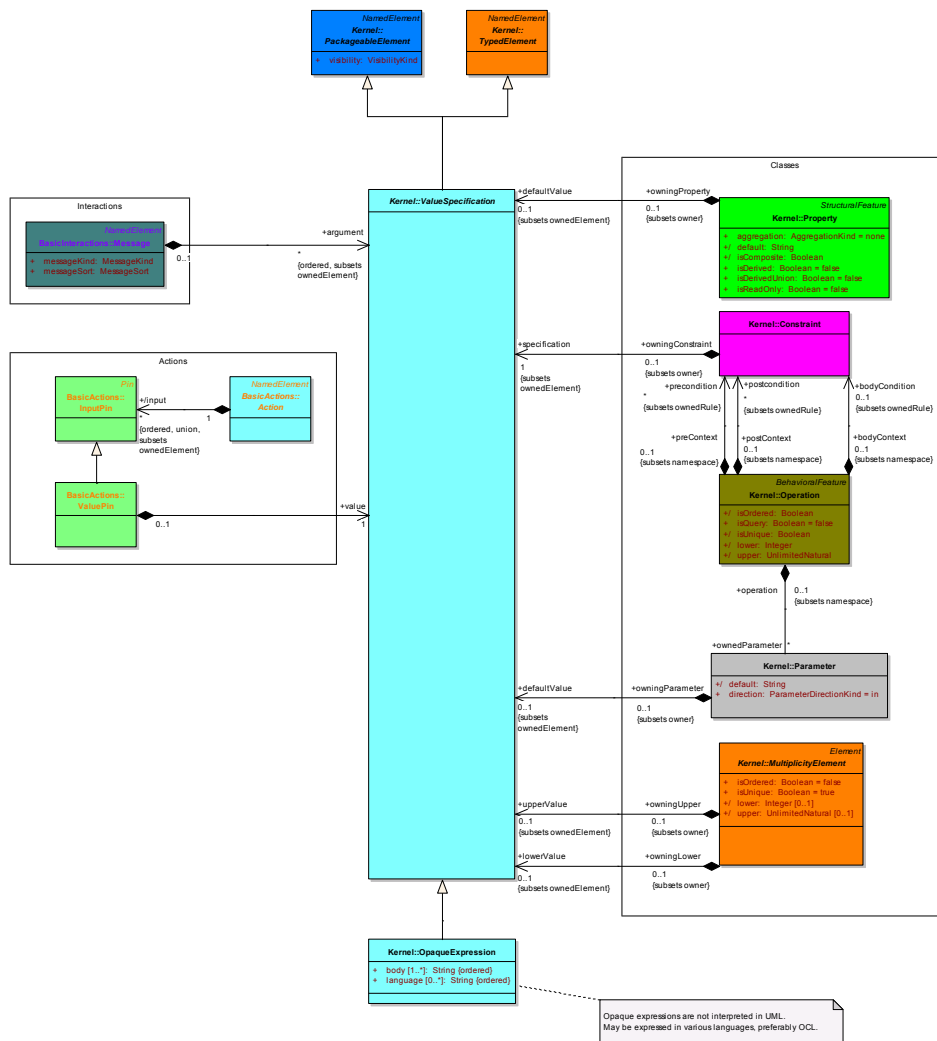 NamedElement
Kernel::
PackageableElement
+ visibility: VisibilityKind
NamedElement
Kernel::
TypedElement
Classes
Interactions
NamedElement
BasicInteractions::Message
+ messageKind: MessageKind
+ messageSort: MessageSort
0..1
+argument
*
{ordered, subsets
ownedElement}
Kernel::ValueSpecification
+defaultValue
0..1
{subsets ownedElement}
+owningProperty
0..1
{subsets owner}
StructuralFeature
Kernel::Property
+ aggregation: AggregationKind = none
+/ default: String
+/ isComposite: Boolean
+ isDerived: Boolean = false
+ isDerivedUnion: Boolean = false
+ isReadOnly: Boolean = false
+specification
1
{subsets
ownedElement}
+owningConstraint
0..1
{subsets owner}
Kernel::Constraint
+precondition
*
{subsets ownedRule}
+postcondition
*
{subsets ownedRule}
+bodyCondition
0..1
{subsets ownedRule}
+preContext
0..1
{subsets namespace}
+postContext
0..1
{subsets namespace}
+bodyContext
0..1
{subsets namespace}
Actions
Pin
BasicActions::
InputPin
+/input
*
{ordered, union,
subsets
ownedElement}
1
NamedElement
BasicActions::
Action
BasicActions::
ValuePin
0..1
+value
1
BehavioralFeature
Kernel::Operation
+/ isOrdered: Boolean
+ isQuery: Boolean = false
+/ isUnique: Boolean
+/ lower: Integer
+/ upper: UnlimitedNatural
+operation
0..1
{subsets namespace}
+ownedParameter
*
Kernel::Parameter
+/ default: String
+ direction: ParameterDirectionKind = in
+defaultValue
0..1
{subsets
ownedElement}
+owningParameter
0..1
{subsets owner}
Element
Kernel::MultiplicityElement
+ isOrdered: Boolean = false
+ isUnique: Boolean = true
+/ lower: Integer [0..1]
+/ upper: UnlimitedNatural [0..1]
+upperValue
0..1
{subsets ownedElement}
+owningUpper
0..1
{subsets owner}
+lowerValue
0..1
{subsets ownedElement}
+owningLower
0..1
{subsets owner}
Kernel::OpaqueExpression
+ body [1..*]: String {ordered}
+ language [0..*]: String {ordered}
Opaque expressions are not interpreted in UML.
May be expressed in various languages, preferably OCL.